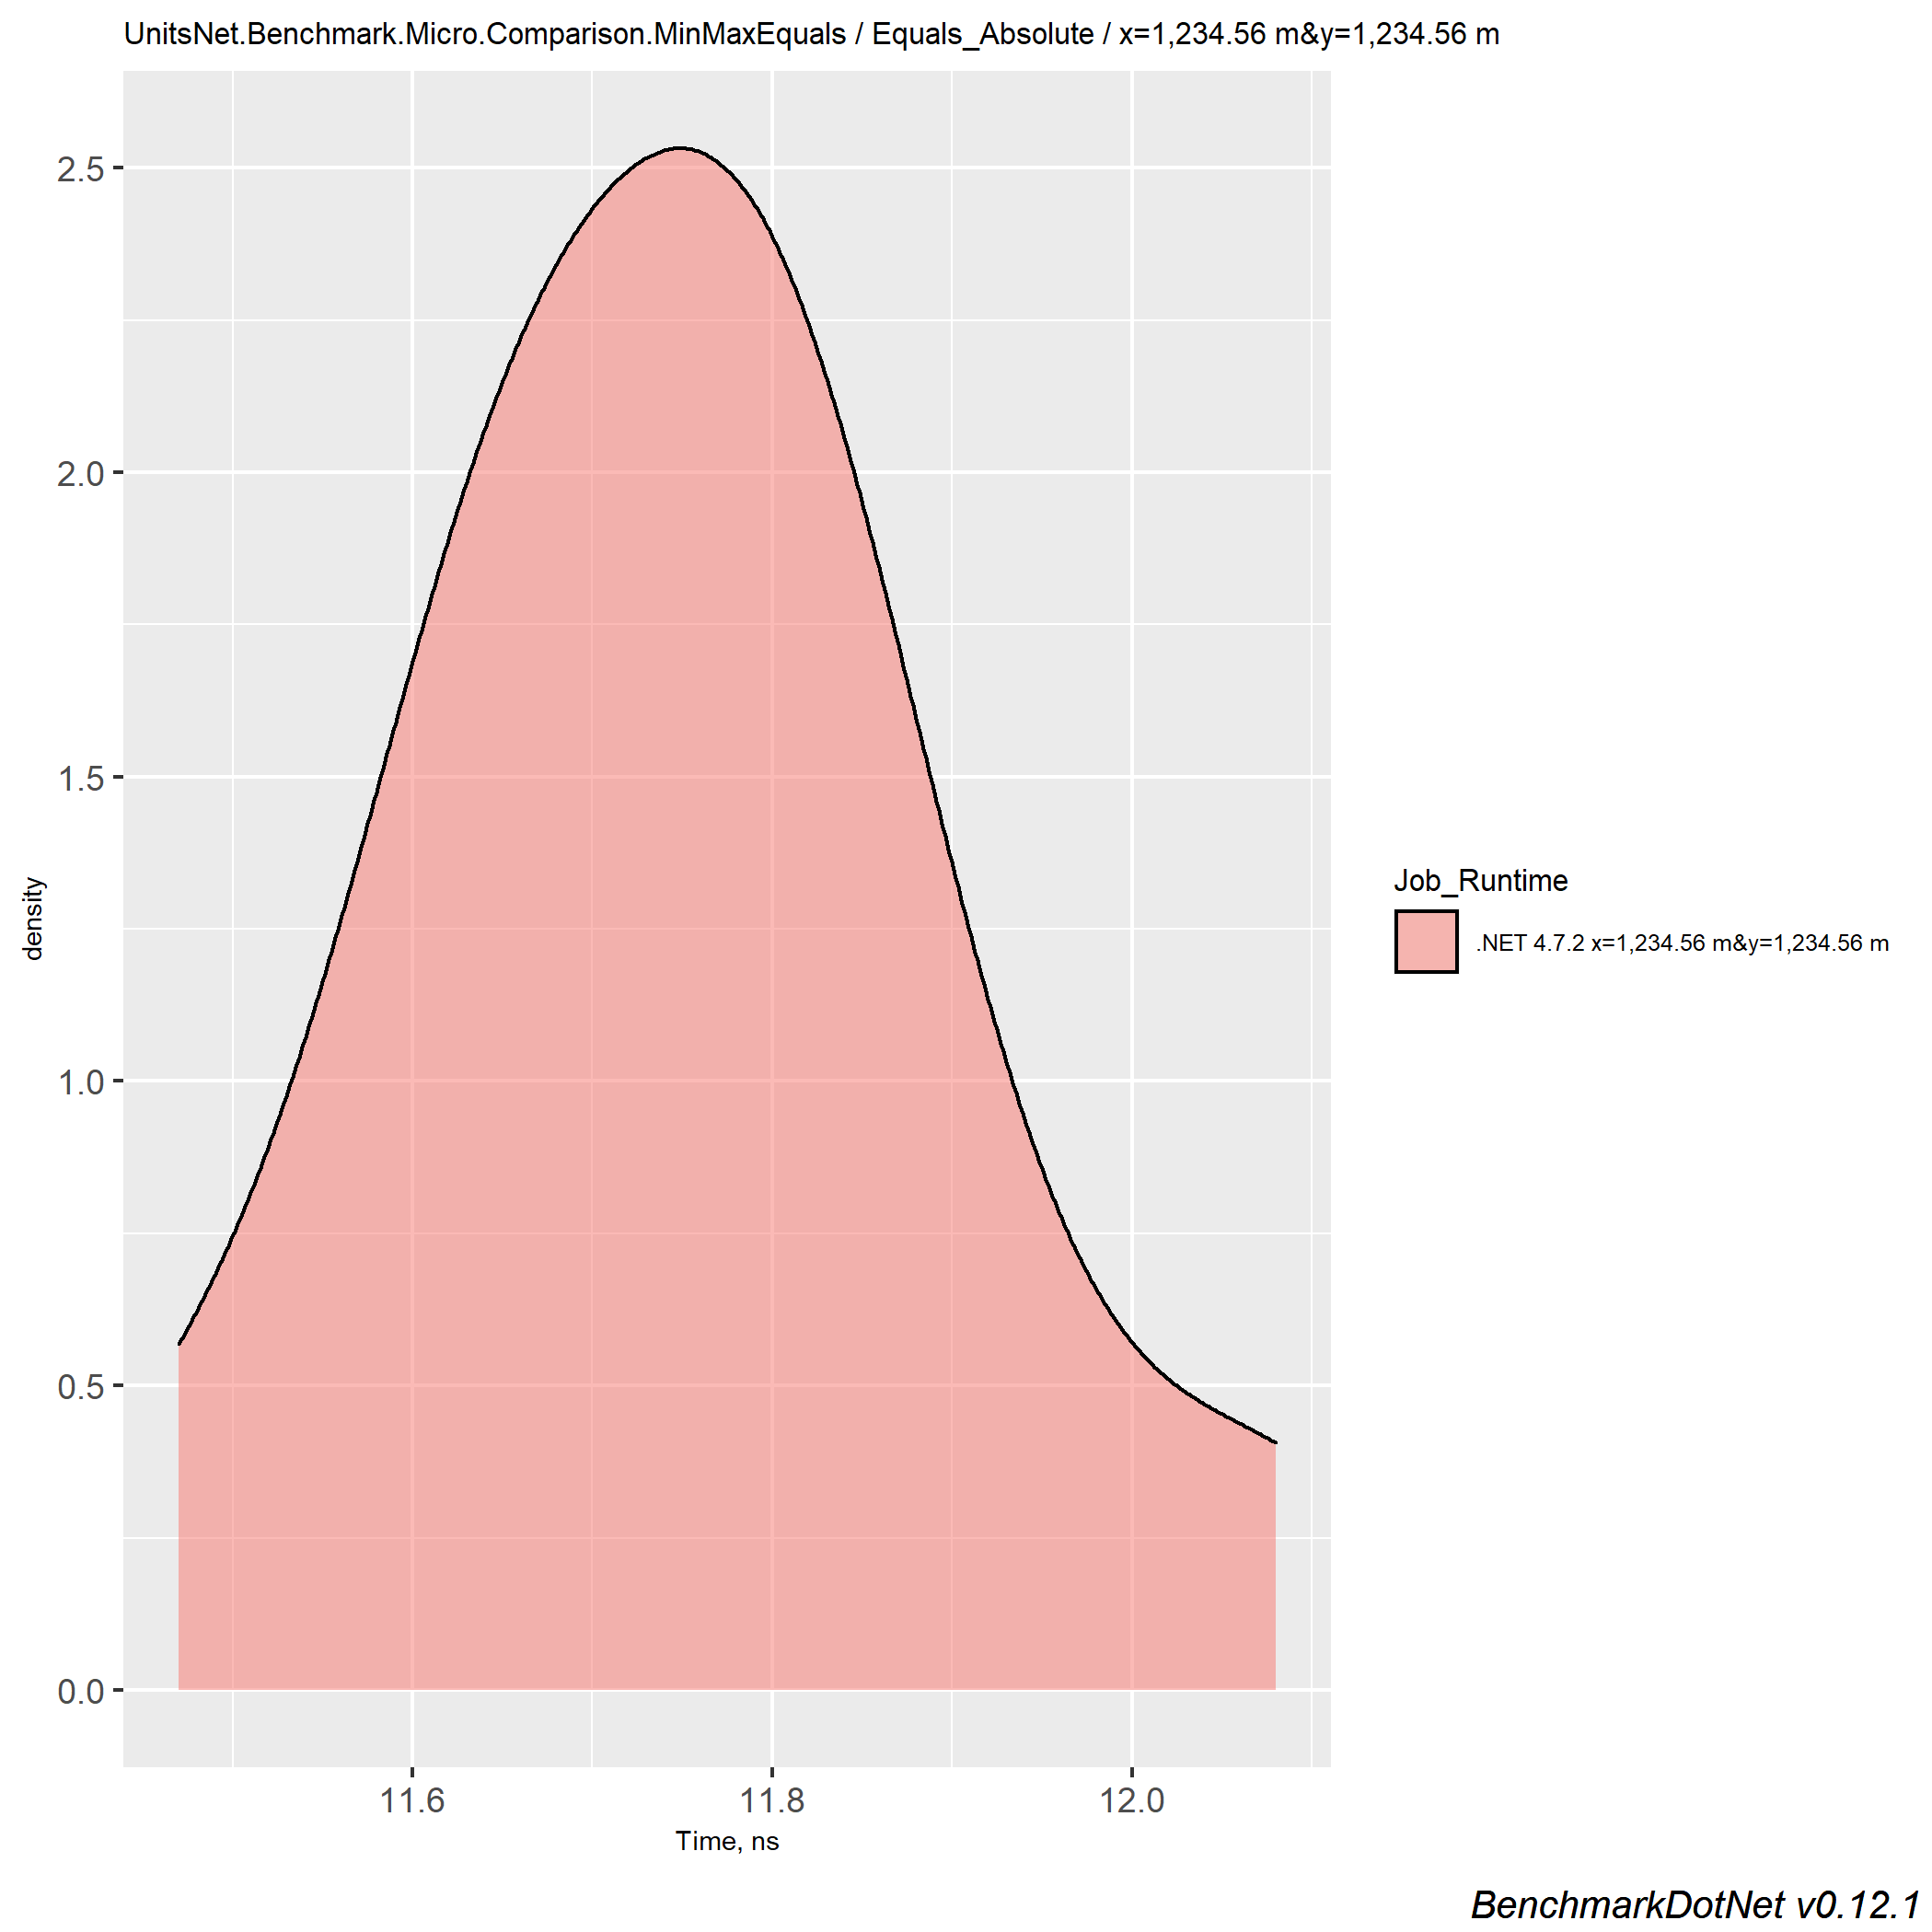 UnitsNet.Benchmark.Micro.Comparison.MinMaxEquals / Equals_Absolute / x=1,234.56 m&y=1,234.56 m
2.5
2.0
1.5
1.0
0.5
0.0
density
11.6 11.8 12.0
Time, ns
Job_Runtime
.NET 4.7.2 x=1,234.56 m&y=1,234.56 m
BenchmarkDotNet v0.12.1